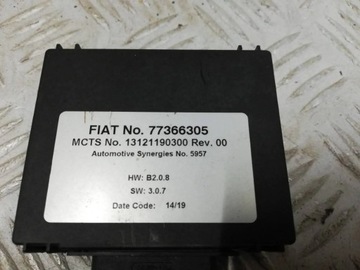 FIAT No. 77366305
MCTS No. 13121190300 Rev. 00
Automotive Synergies No. 5957
HW: B2.0.8
SW: 3.0.7
Date Code: 14/19